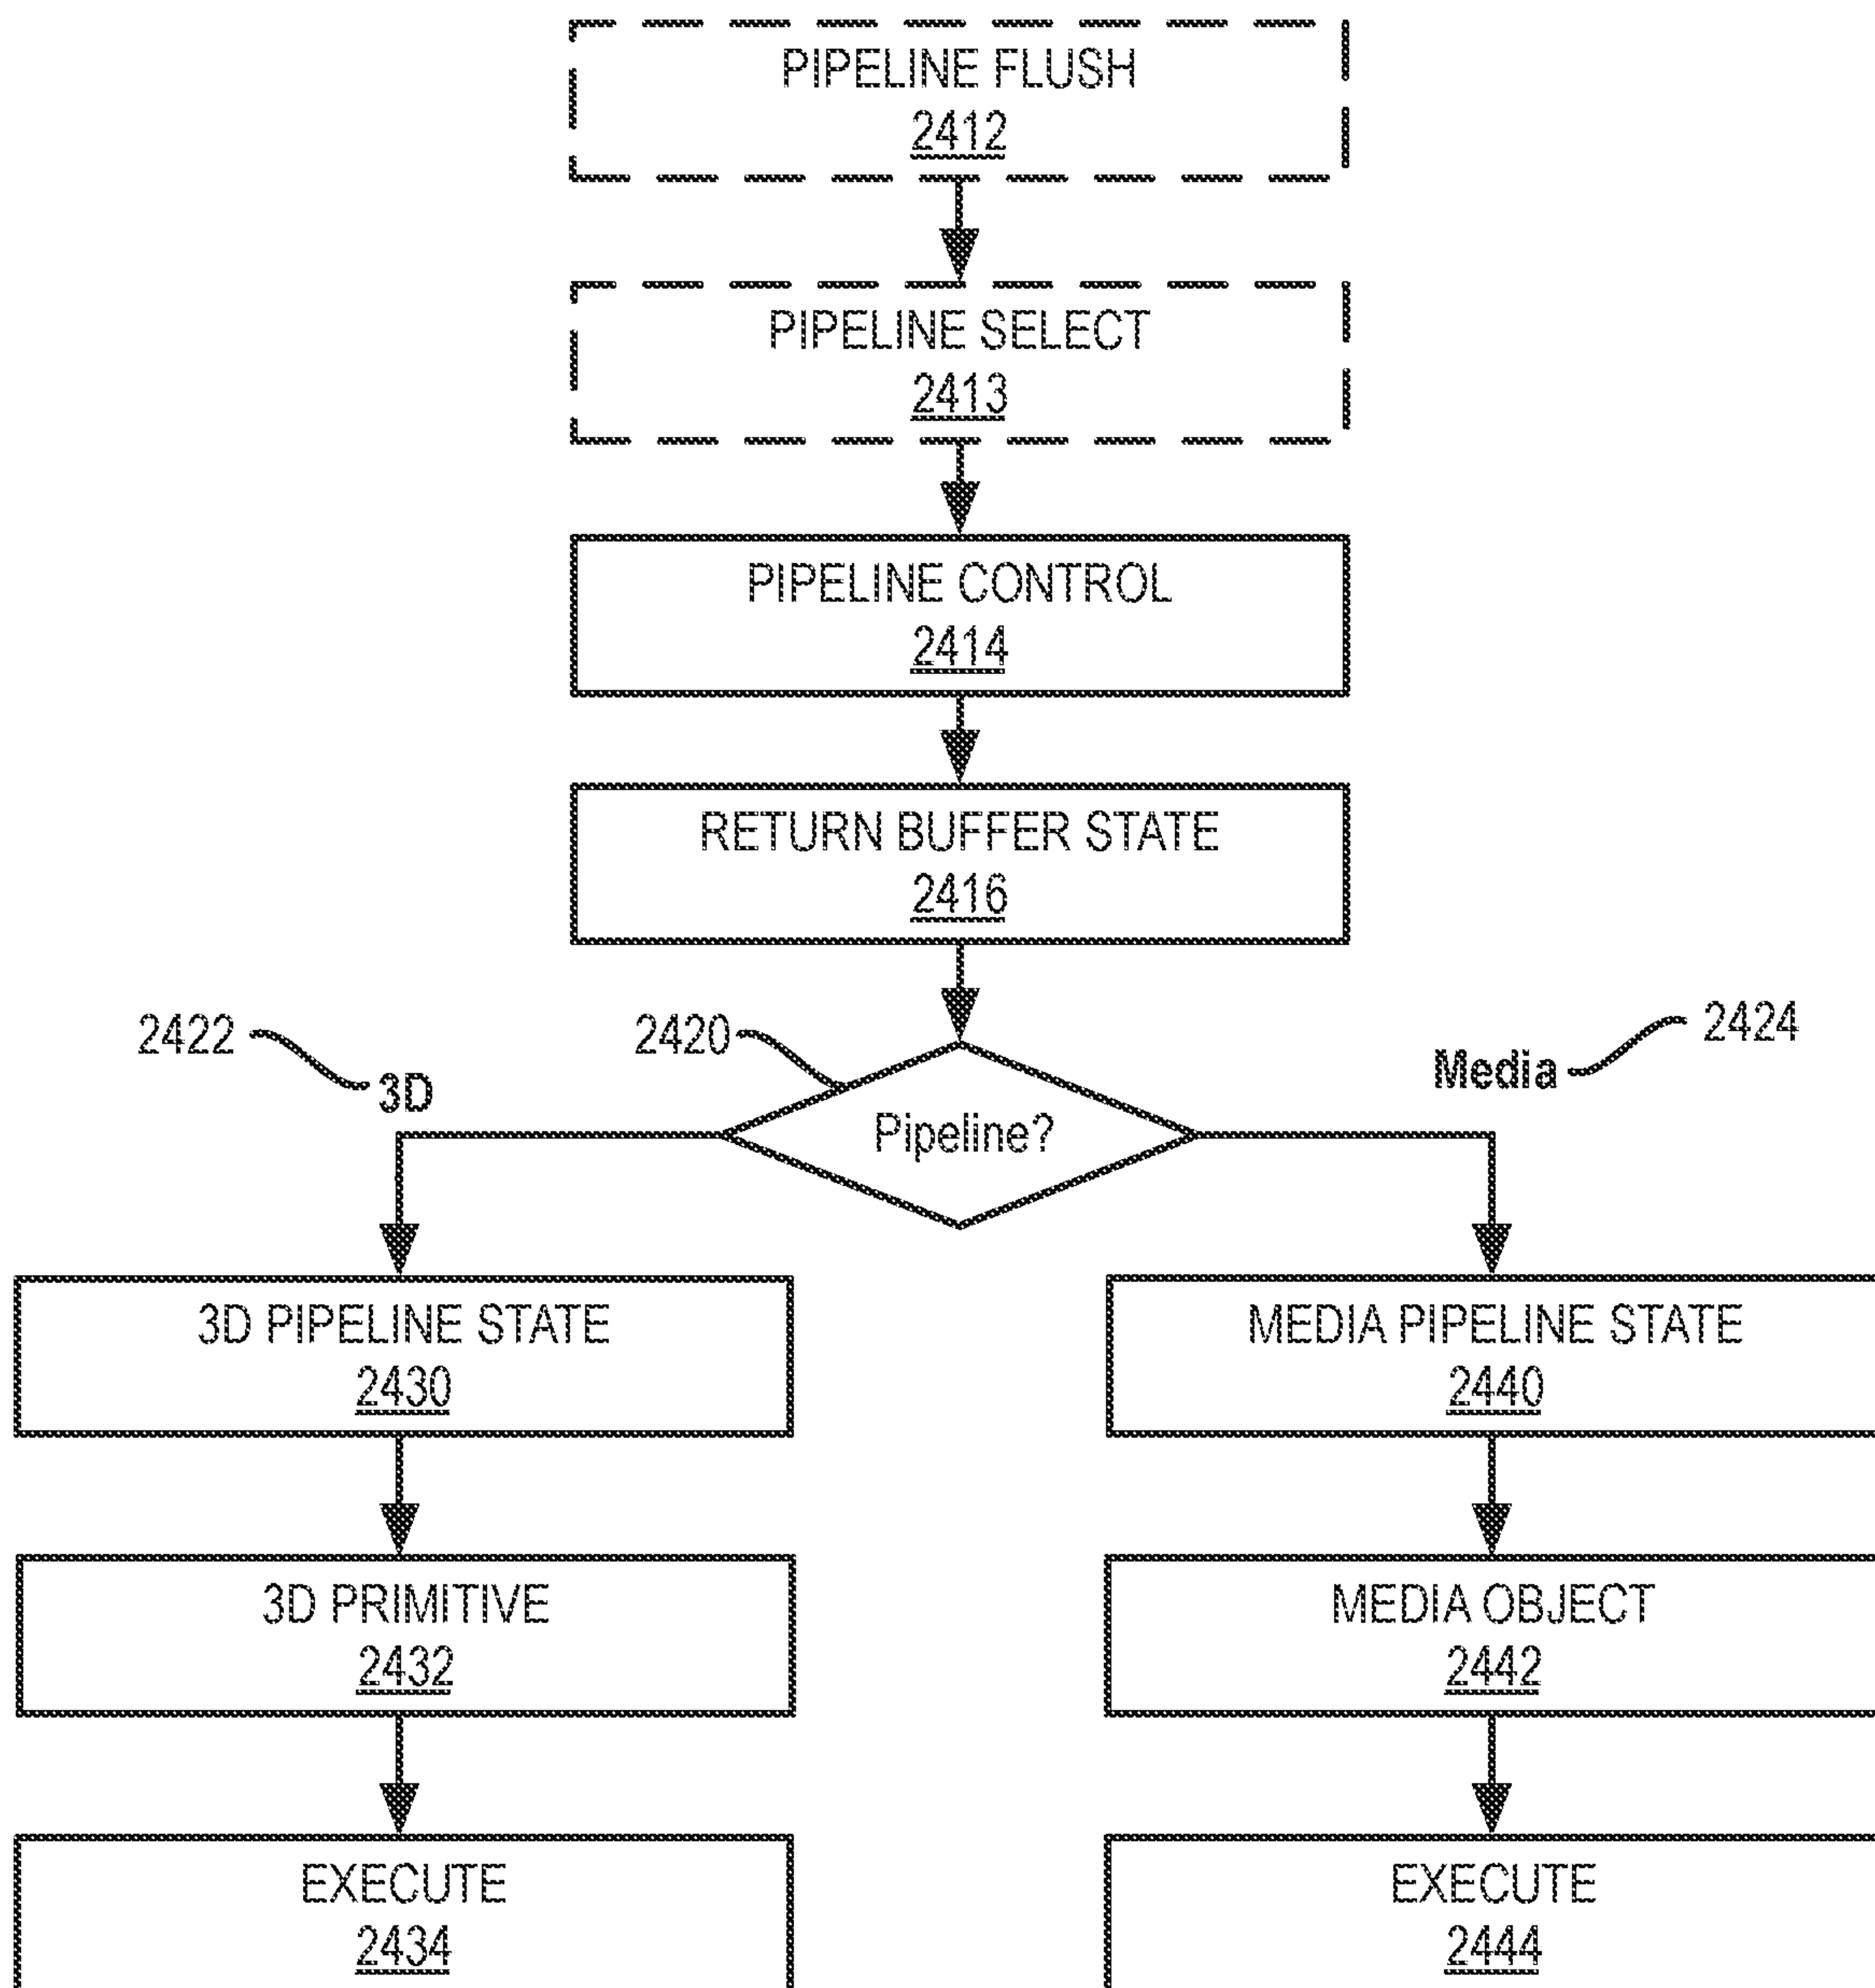 PIPELINE FLUSH
2412
PIPELINE SELECT
2413
PIPELINE CONTROL
2414
RETURN BUFFER STATE
2416
2422
3D
2420
Pipeline?
Media
2424
3D PIPELINE STATE
2430
MEDIA PIPELINE STATE
2440
3D PRIMITIVE
2432
MEDIA OBJECT
2442
EXECUTE
2434
EXECUTE
2444